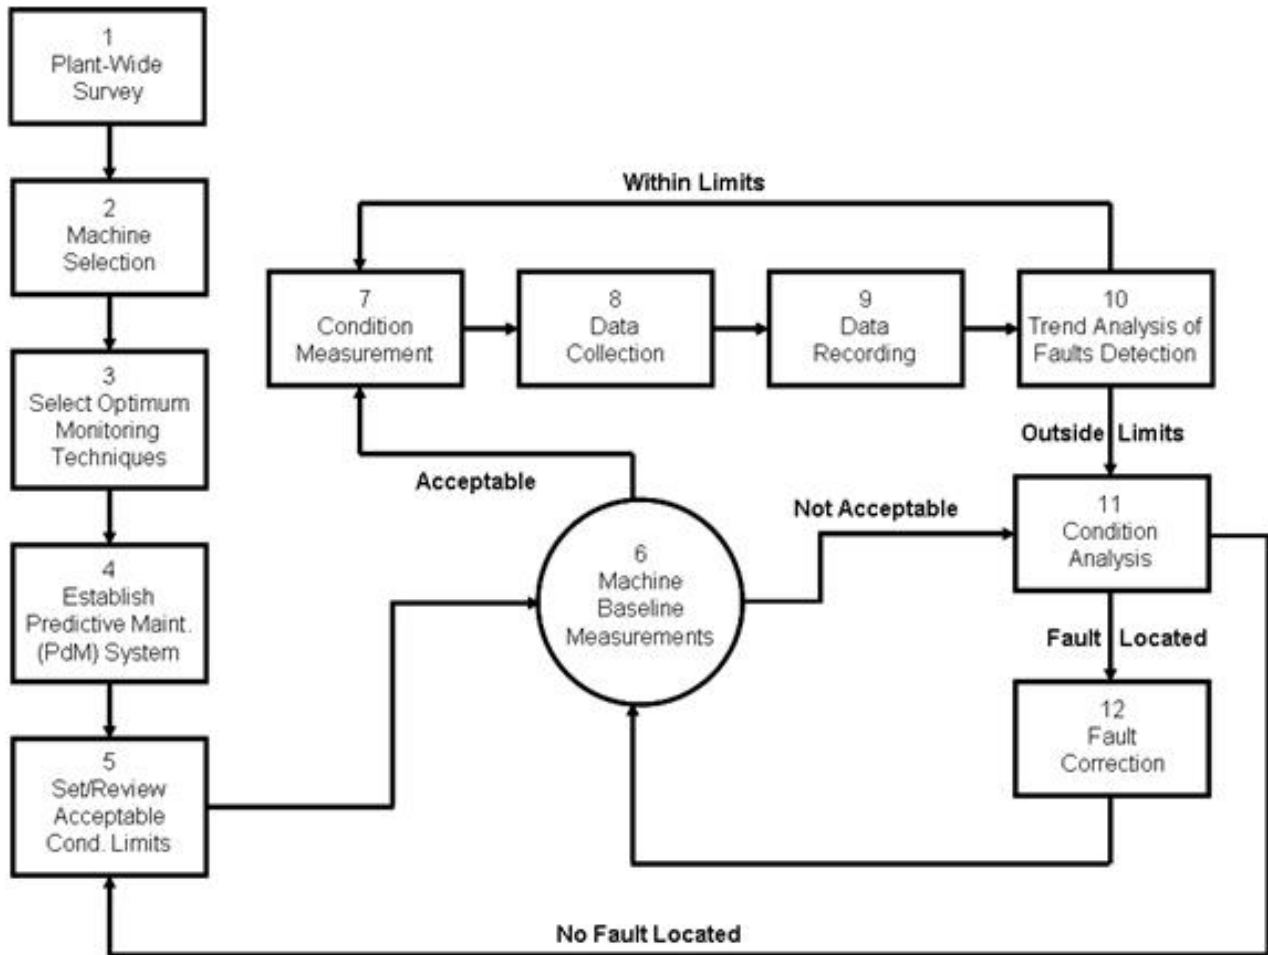 1
Plant-Wide
Survey
2
Machine
Selection
3
Select Optimum
Monitoring
Techniques
4
Establish
Predictive Maint.
(PdM) System
5
Set/Review
Acceptable
Cond. Limits
6
Machine
Baseline
Measurements
Acceptable
Not Acceptable
7
Condition
Measurement
8
Data
Collection
9
Data
Recording
10
Trend Analysis of
Faults Detection
Within Limits
Outside Limits
11
Condition
Analysis
Fault Located
12
Fault
Correction
No Fault Located